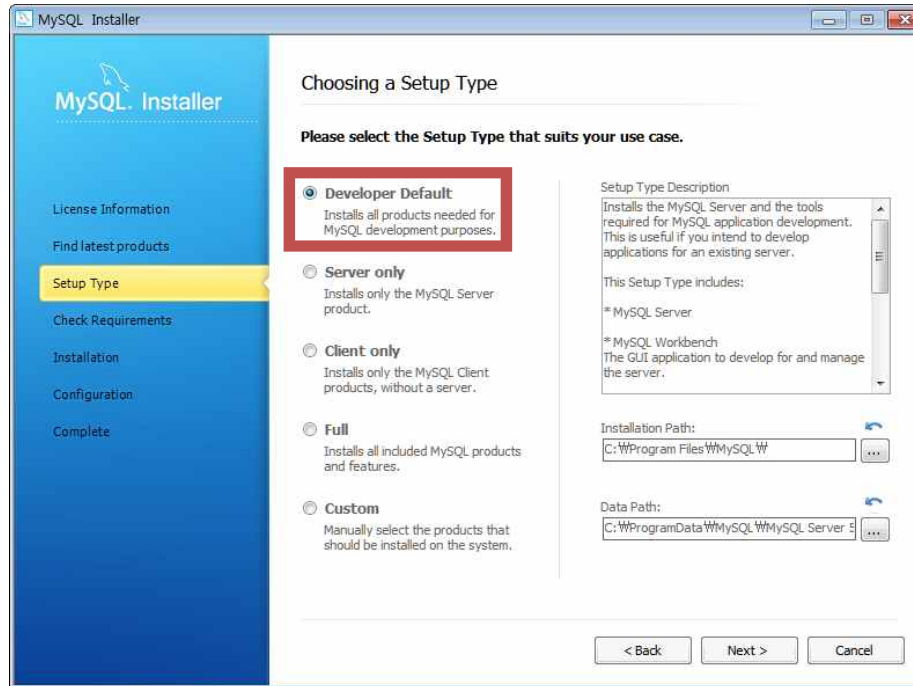 MySQL Installer
MySQL. Installer
License Information
Find latest products
Setup Type
Check Requirements
Installation
Configuration
Complete
Choosing a Setup Type
Please select the Setup Type that suits your use case.
Developer Default
Installs all products needed for
MySQL development purposes.
Server only
Installs only the MySQL Server
product.
Client only
Installs only the MySQL Client
products, without a server.
Full
Installs all included MySQL products
and features.
Custom
Manually select the products that
should be installed on the system.
Setup Type Description
Installs the MySQL Server and the tools
required for MySQL application development.
This is useful if you intend to develop
applications for an existing server.
This Setup Type includes:
* MySQL Server
* MySQL Workbench
The GUI application to develop for and manage
the server.
Installation Path:
C:₩Program Files₩MySQL₩
...
Data Path:
C:₩ProgramData₩MySQL₩MySQL Server 5
...
< Back
Next >
Cancel